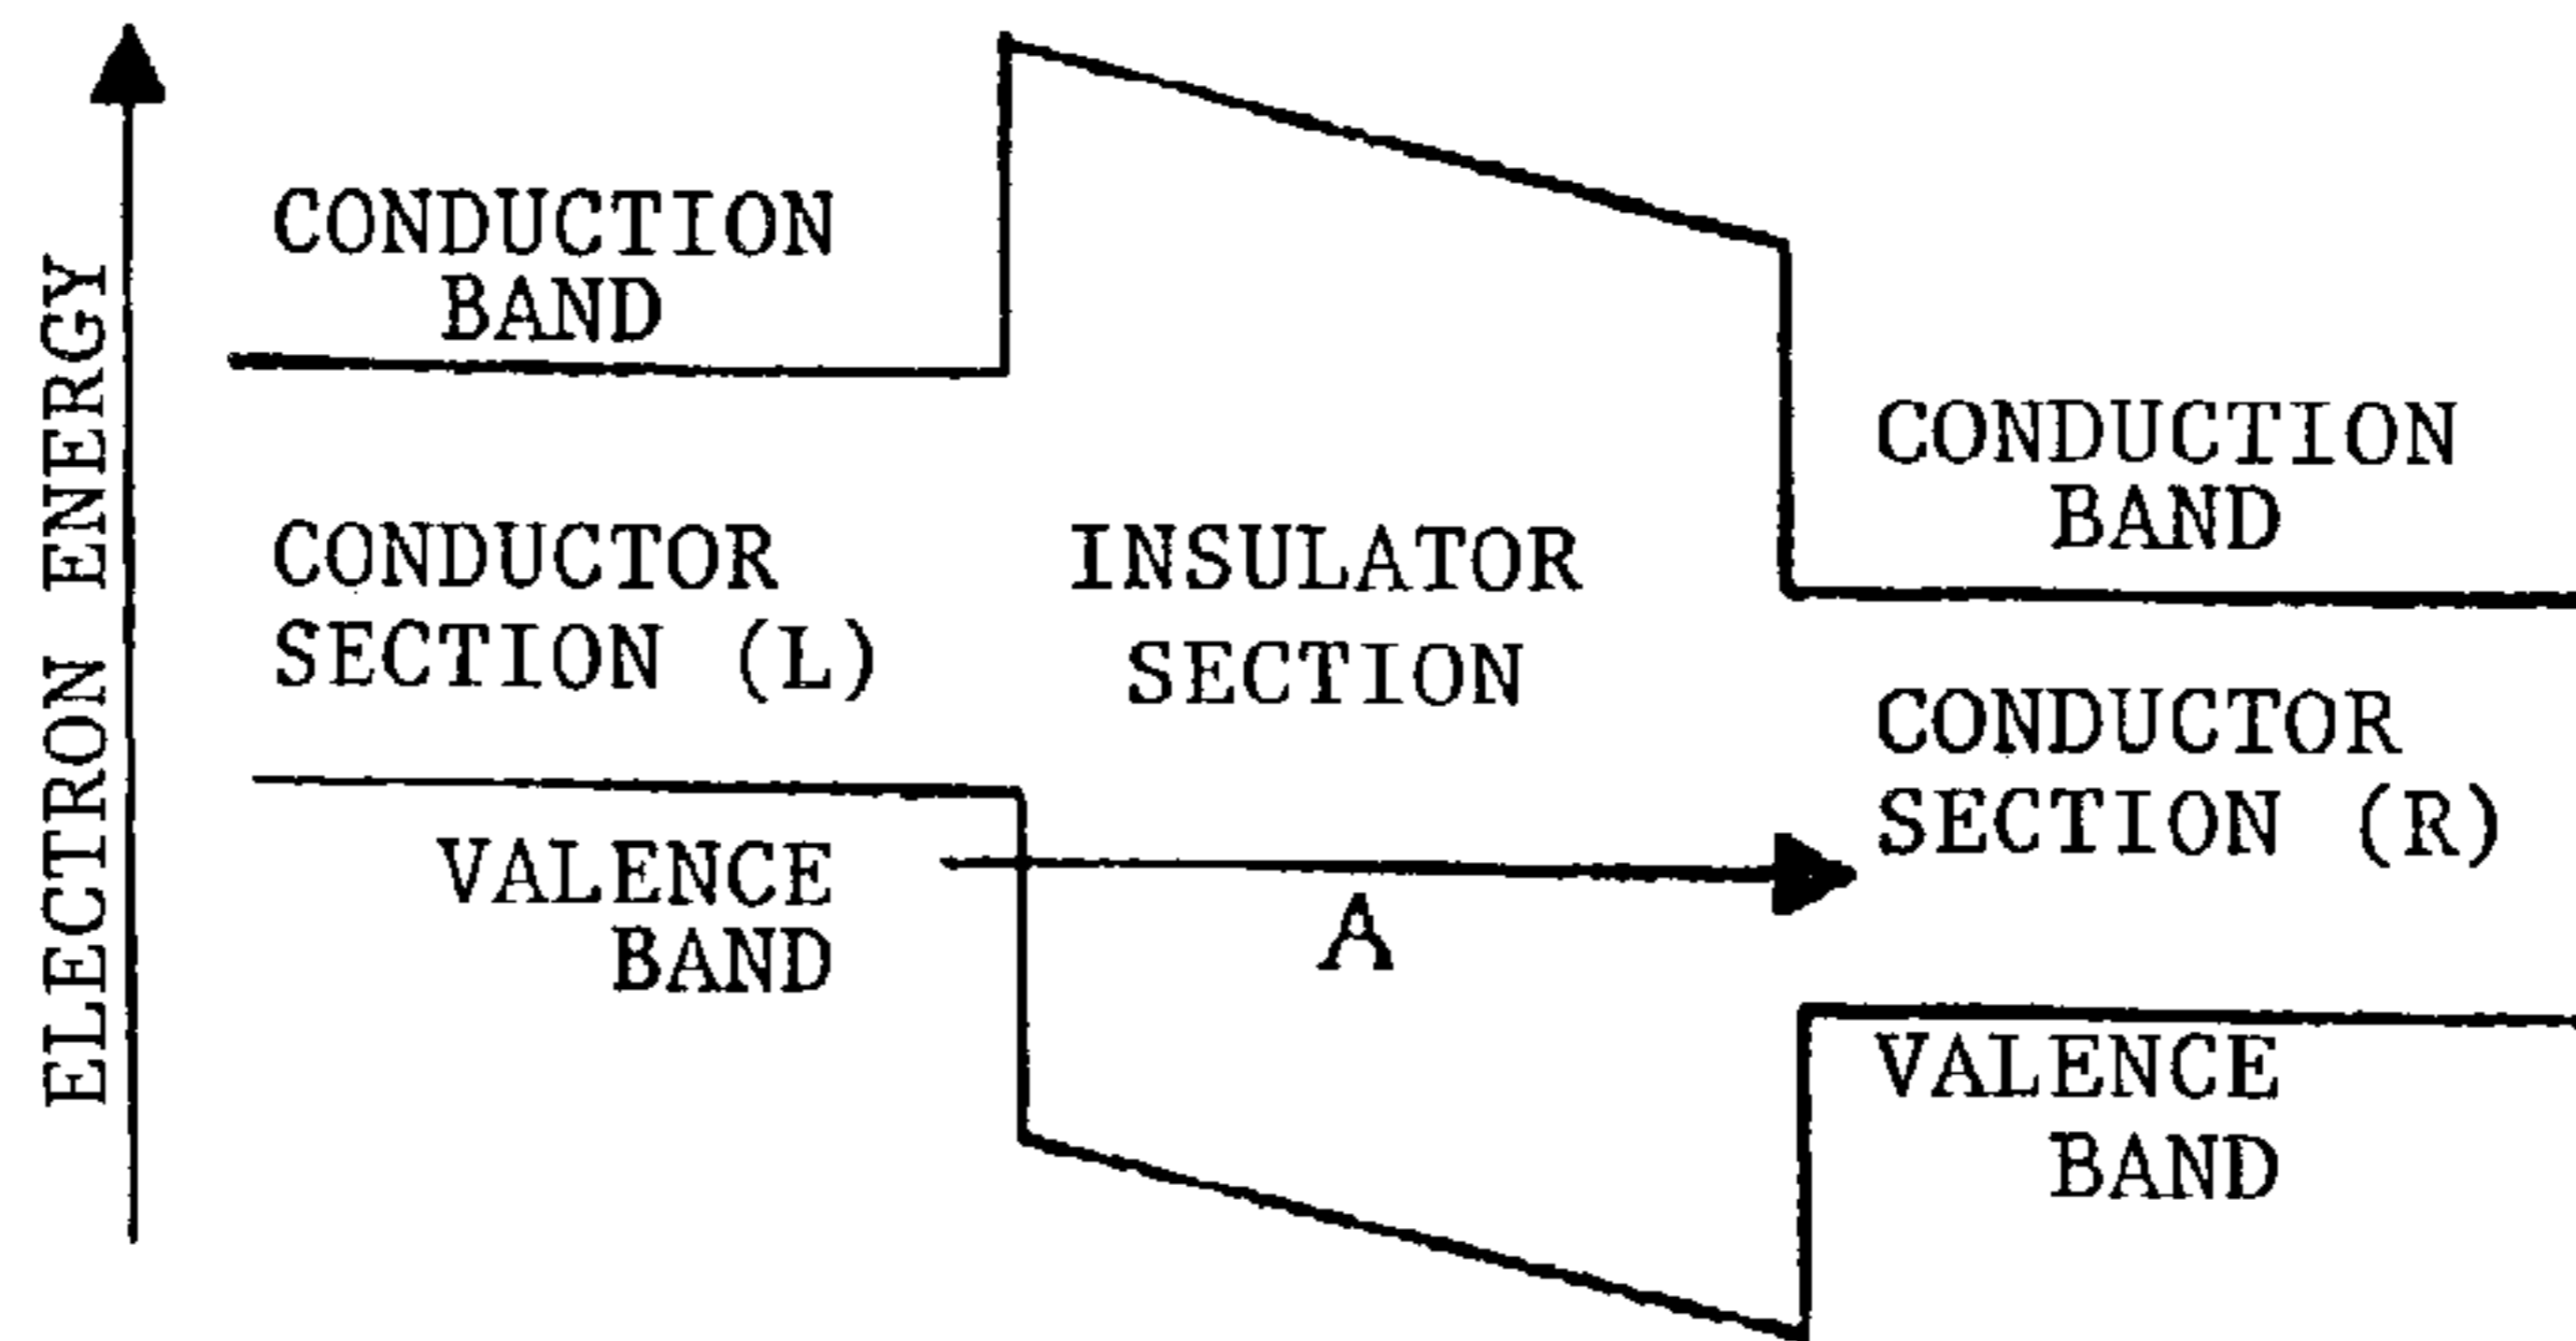 ELECTRON ENERGY
CONDUCTION
BAND
CONDUCTOR
SECTION (L)
VALENCE
BAND
INSULATOR
SECTION
A
CONDUCTION
BAND
CONDUCTOR
SECTION (R)
VALENCE
BAND